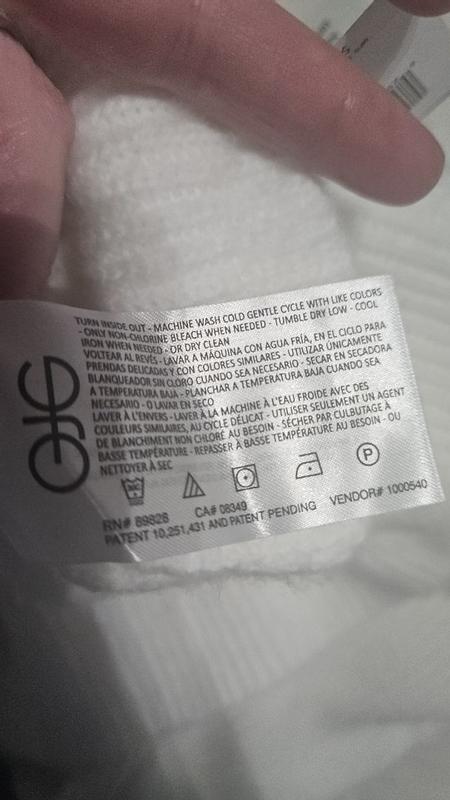 TURN INSIDE OUT - MACHINE WASH COLD GENTLE CYCLE WITH LIKE COLORS
- ONLY NON-CHLORINE BLEACH WHEN NEEDED - TUMBLE DRY LOW - COOL
IRON WHEN NEEDED - OR DRY CLEAN
VOLTEAR AL REVÉS - LAVAR A MÁQUINA CON AGUA FRÍA, EN EL CICLO PARA
PRENDAS DELICADAS Y CON COLORES SIMILARES - UTILIZAR ÚNICAMENTE
BLANQUEADOR SIN CLORO CUANDO SEA NECESARIO - SECAR EN SECADORA
A TEMPERATURA BAJA - PLANCHAR A TEMPERATURA BAJA CUANDO SEA
NECESARIO - O LAVAR EN SECO
LAVER À L'ENVERS - LAVER À LA MACHINE À L'EAU FROIDE AVEC DES
COULEURS SIMILAIRES, AU CYCLE DÉLICAT - UTILISER SEULEMENT UN AGENT
DE BLANCHIMENT NON CHLORÉ AU BESOIN - SÉCHER PAR CULBUTAGE À
BASSE TEMPÉRATURE - REPASSER À BASSE TEMPÉRATURE AU BESOIN - OU
NETTOYER À SEC
P
RN# 89826 CA# 08349 VENDOR# 1000540
PATENT 10,251,431 AND PATENT PENDING